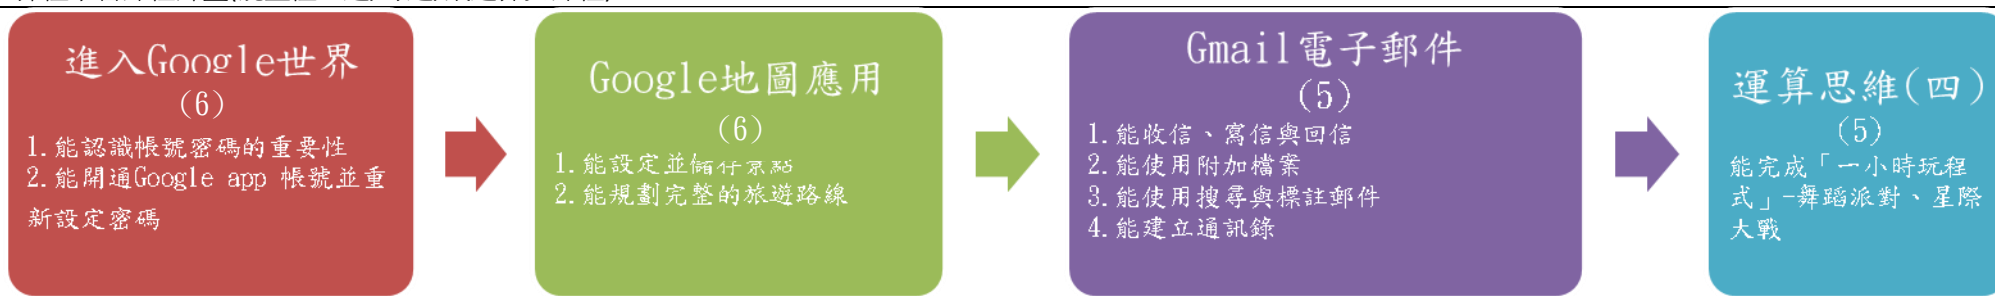 進入Google世界
(6)
1.能認識帳號密碼的重要性
2.能開通Google app 帳號並重
新設定密碼
Google地圖應用
(6)
1.能設定並儲存景點
2.能規劃完整的旅遊路線
Gmail電子郵件
(5)
1.能收信、寫信與回信
2.能使用附加檔案
3.能使用搜尋與標註郵件
4.能建立通訊錄
運算思維(四)
(5)
能完成「一小時玩程
式」-舞蹈派對、星際
大戰